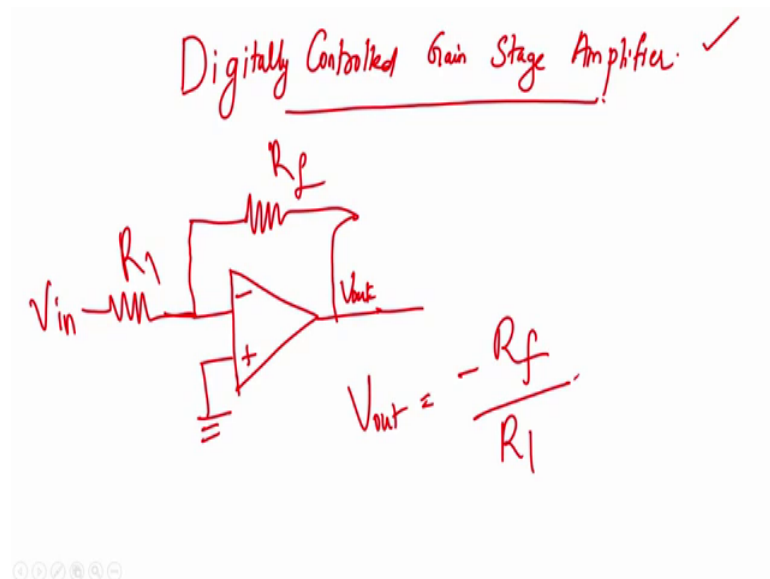 Digitally Controlled Gain Stage Amplifier. ✓
Rf
R1
Vin
-
+
Vout
Vout = - Rf
R1